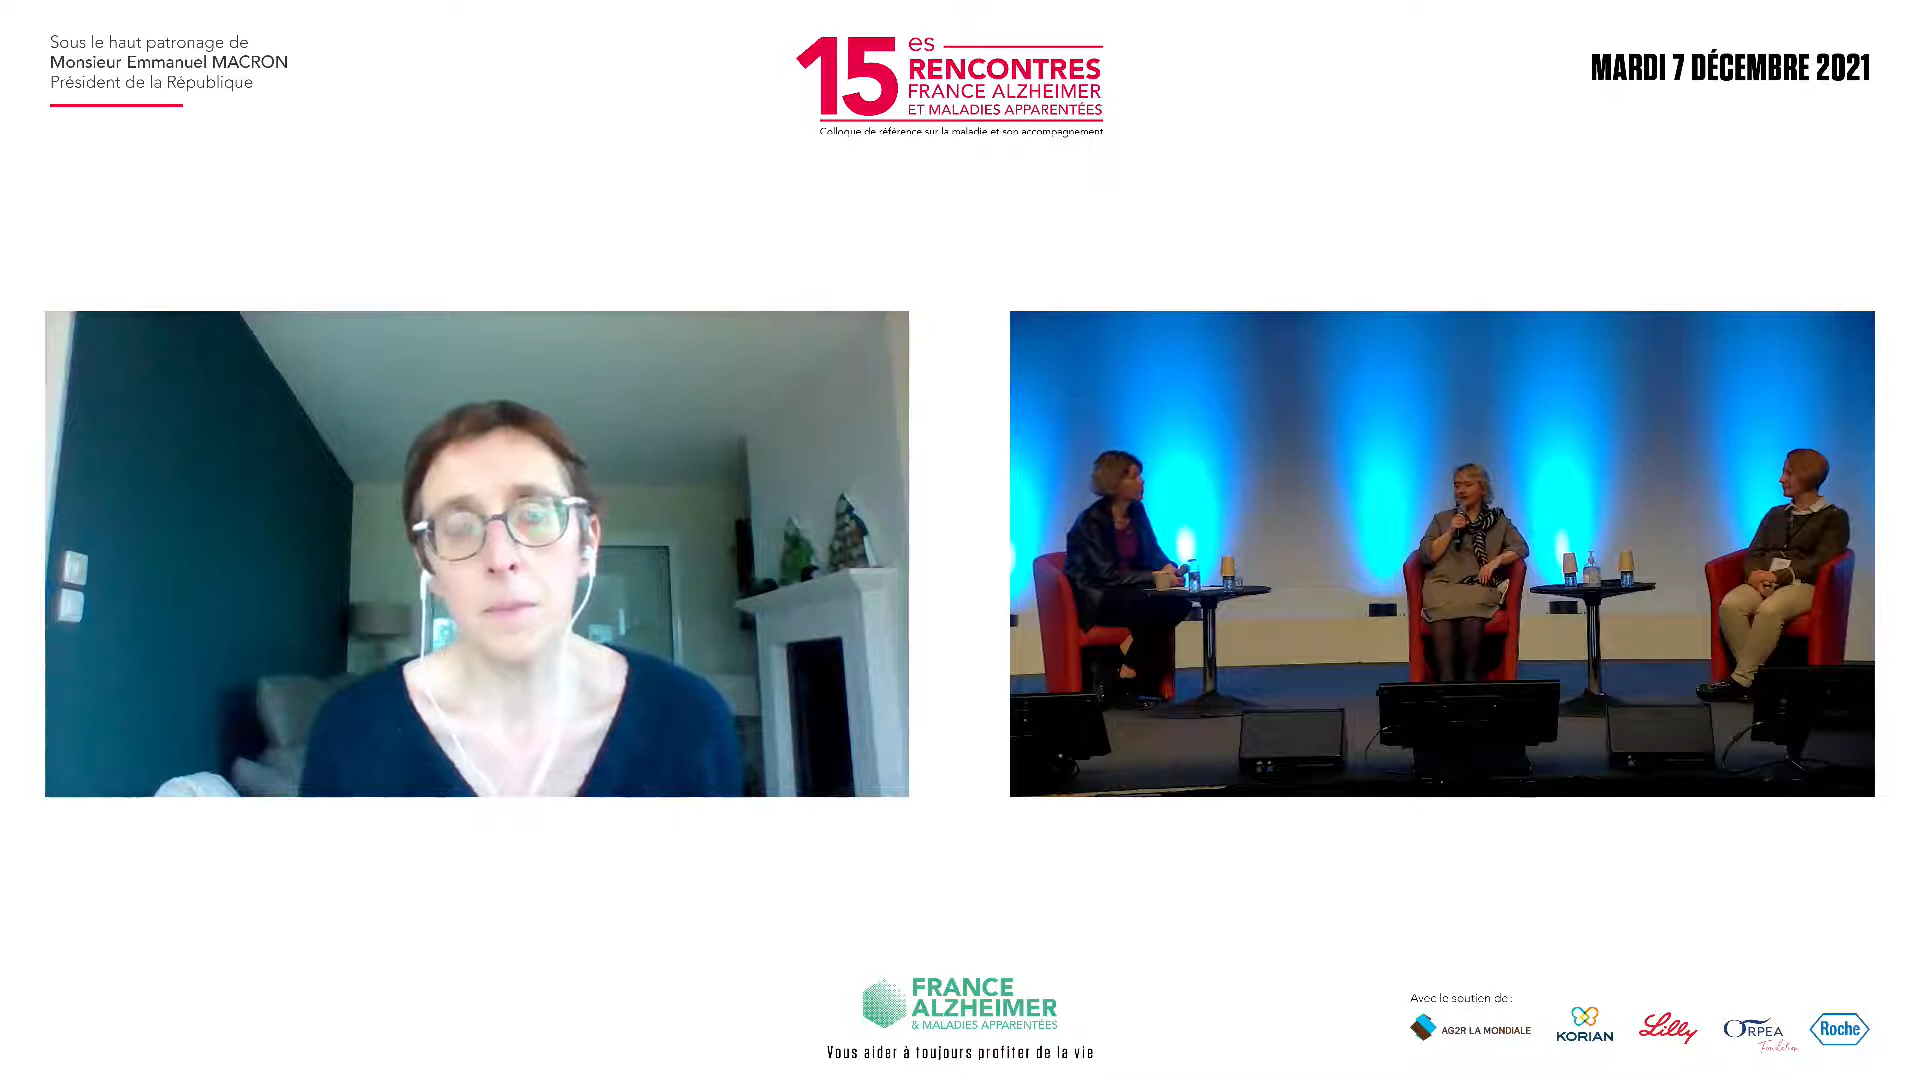 Sous le haut patronage de
Monsieur Emmanuel MACRON
Président de la République
15es
RENCONTRES
FRANCE ALZHEIMER
ET MALADIES APPARENTÉES
Colloque de référence sur la maladie et son accompagnement
MARDI 7 DÉCEMBRE 2021
FRANCE
ALZHEIMER
& MALADIES APPARENTÉES
Vous aider à toujours profiter de la vie
Avec le soutien de :
AG2R LA MONDIALE
KORIAN
Lilly
ORPEA
Fondation
Roche